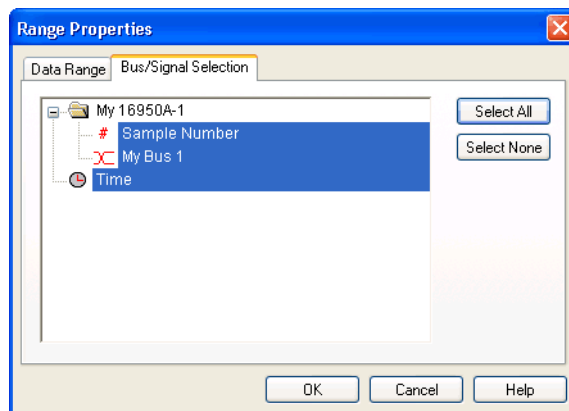 Range Properties
Data Range Bus/Signal Selection
My 16950A-1
# Sample Number
My Bus 1
Time
Select All
Select None
OK Cancel Help